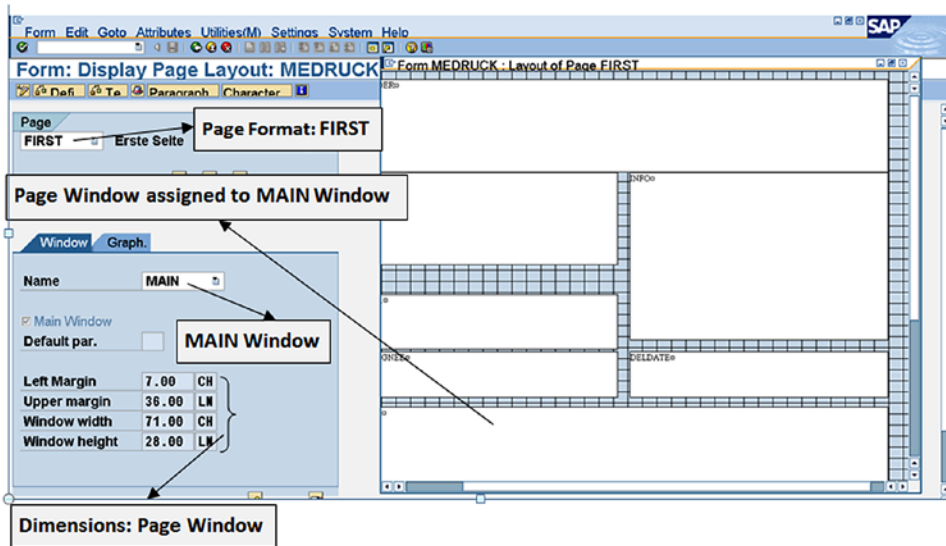 Form Edit Goto Attributes Utilities(M) Settings System Help
SAP
Form: Display Page Layout: MEDRUCK
Form MEDRUCK : Layout of Page FIRST
Defi Te Paragraph Character
ER
Page
FIRST Erste Seite
Page Format: FIRST
INFO
Page Window assigned to MAIN Window
Window Graph.
Name MAIN
Main Window
MAIN Window
Default par.
GNEE
DELDATE
Left Margin 7.00 CH
Upper margin 36.00 LN
Window width 71.00 CH
Window height 28.00 LN
Dimensions: Page Window